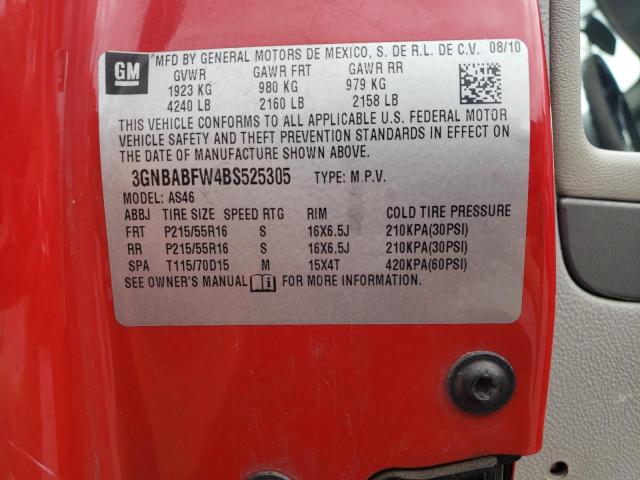 GM
MFD BY GENERAL MOTORS DE MEXICO, S. DE R.L. DE C.V. 08/10
GVWR GAWR FRT GAWR RR
1923 KG 980 KG 979 KG
4240 LB 2160 LB 2158 LB
THIS VEHICLE CONFORMS TO ALL APPLICABLE U.S. FEDERAL MOTOR
VEHICLE SAFETY AND THEFT PREVENTION STANDARDS IN EFFECT ON
THE DATE OF MANUFACTURE SHOWN ABOVE.
3GNBABFW4BS525305 TYPE: M.P.V.
MODEL: AS46
ABBJ TIRE SIZE SPEED RTG RIM COLD TIRE PRESSURE
FRT P215/55R16 S 16X6.5J 210KPA(30PSI)
RR P215/55R16 S 16X6.5J 210KPA(30PSI)
SPA T115/70D15 M 15X4T 420KPA(60PSI)
SEE OWNER'S MANUAL FOR MORE INFORMATION.